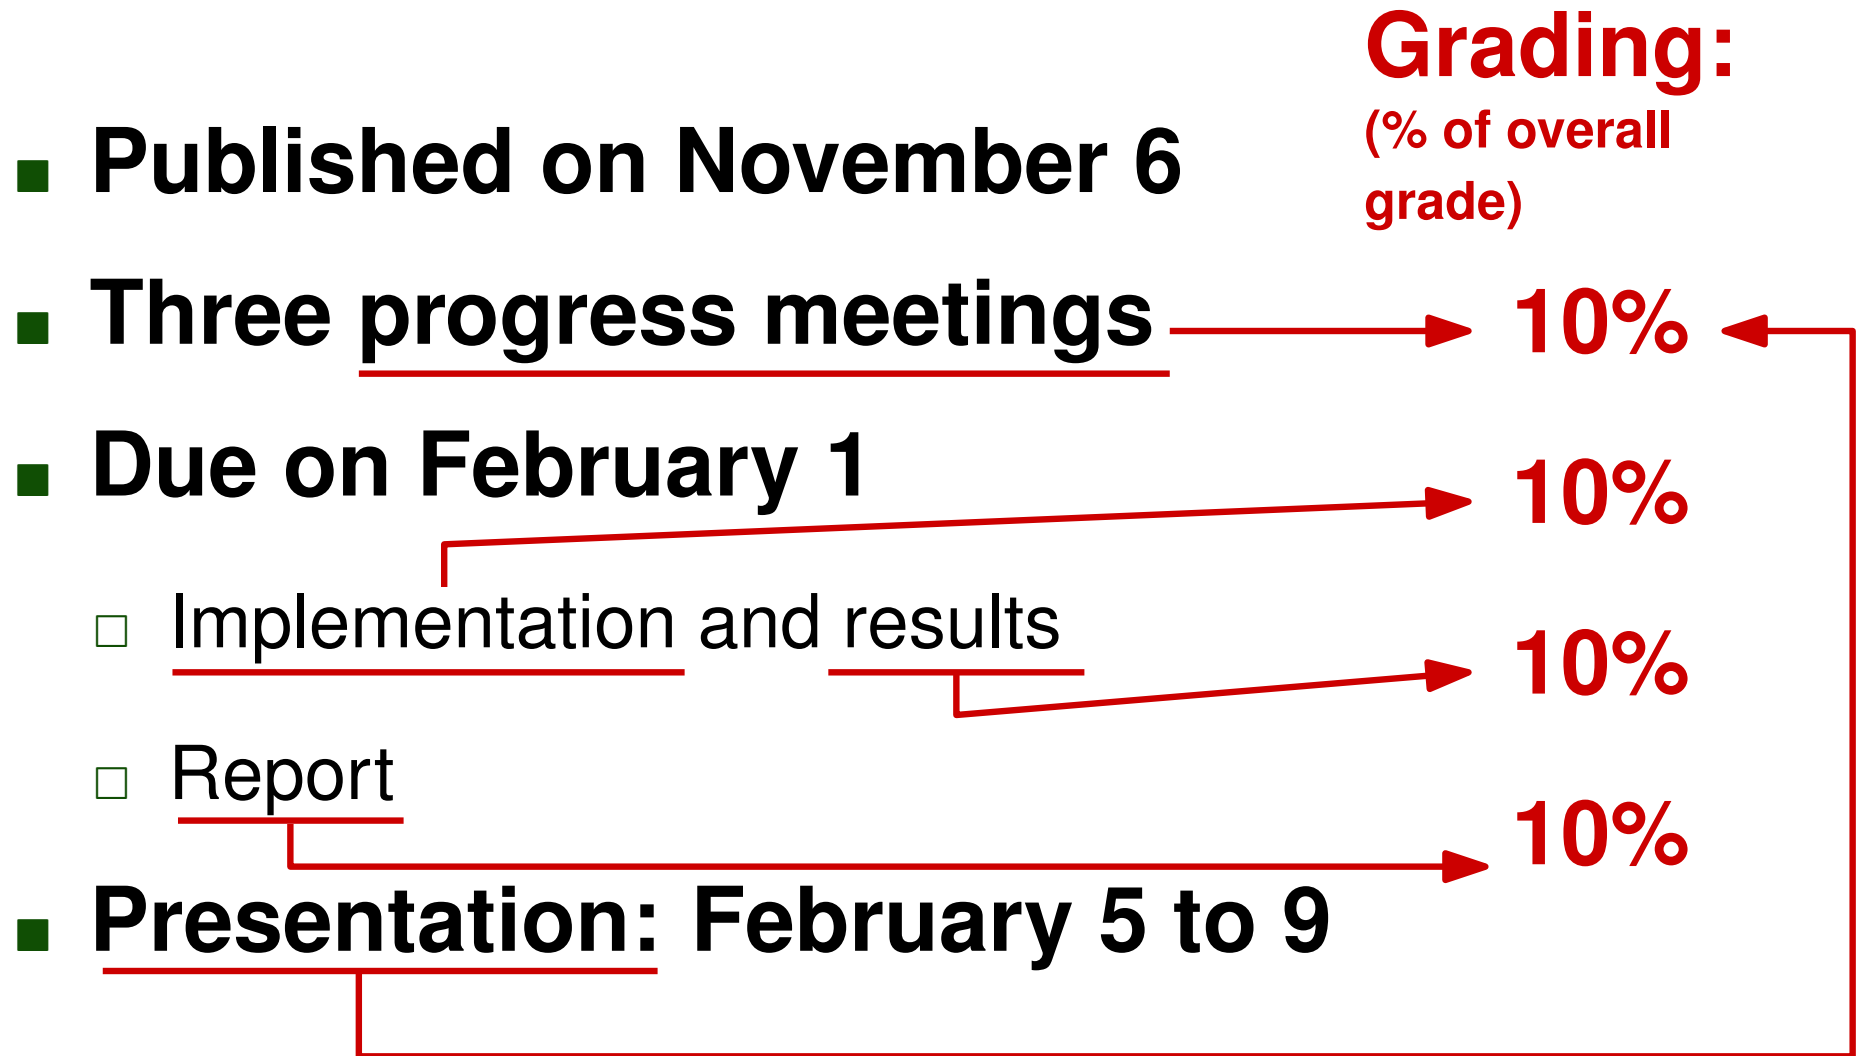 Grading:
(% of overall
grade)
Published on November 6
Three progress meetings 10%
Due on February 1
10%
Implementation and results
10%
Report
10%
Presentation: February 5 to 9